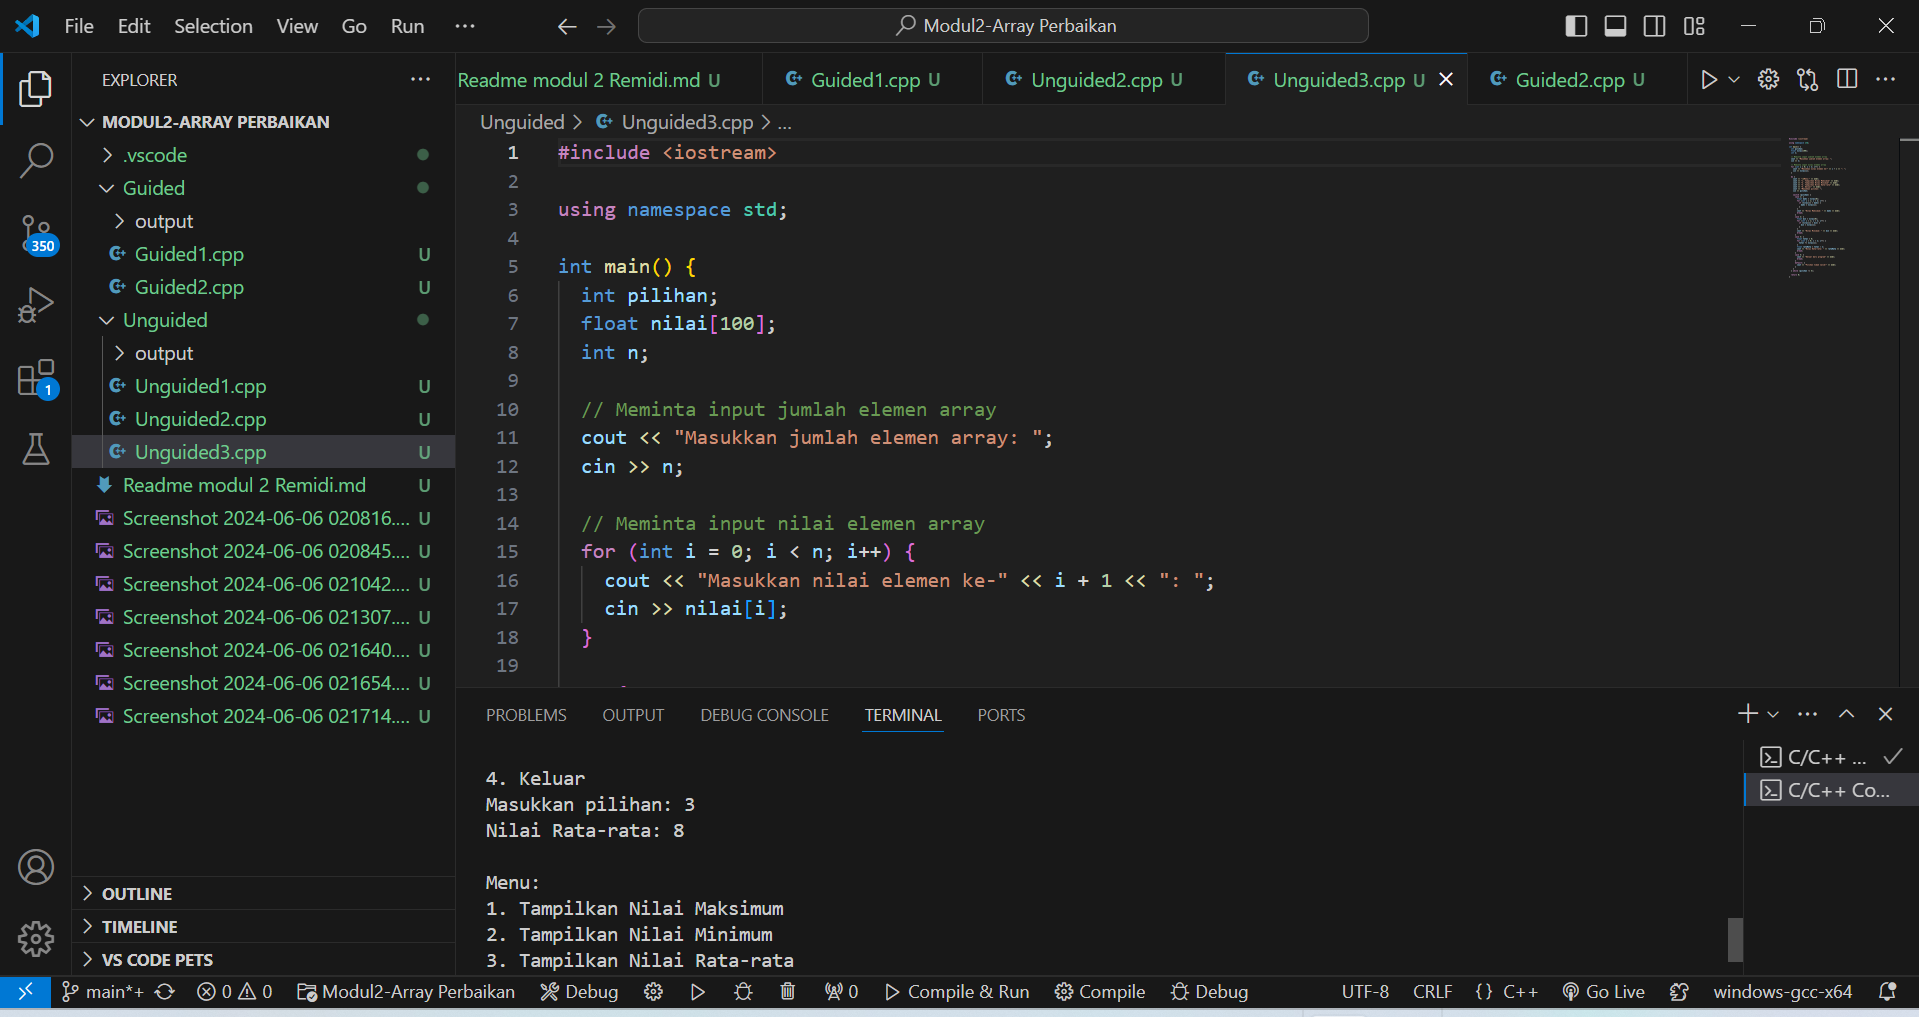 File Edit Selection View Go Run ... Modul2-Array Perbaikan
EXPLORER ...
MODUL2-ARRAY PERBAIKAN
.vscode
Guided
output
Guided1.cpp U
Guided2.cpp U
Unguided
output
Unguided1.cpp U
Unguided2.cpp U
Unguided3.cpp U
Readme modul 2 Remidi.md U
Screenshot 2024-06-06 020816.... U
Screenshot 2024-06-06 020845.... U
Screenshot 2024-06-06 021042.... U
Screenshot 2024-06-06 021307.... U
Screenshot 2024-06-06 021640.... U
Screenshot 2024-06-06 021654.... U
Screenshot 2024-06-06 021714.... U
350
1
OUTLINE
TIMELINE
VS CODE PETS
Readme modul 2 Remidi.md U Guided1.cpp U Unguided2.cpp U Unguided3.cpp U Guided2.cpp U
Unguided > Unguided3.cpp > ...
1 #include <iostream>
2
3 using namespace std;
4
5 int main() {
6 int pilihan;
7 float nilai[100];
8 int n;
9
10 // Meminta input jumlah elemen array
11 cout << "Masukkan jumlah elemen array: ";
12 cin >> n;
13
14 // Meminta input nilai elemen array
15 for (int i = 0; i < n; i++) {
16 cout << "Masukkan nilai elemen ke-" << i + 1 << ": ";
17 cin >> nilai[i];
18 }
19
PROBLEMS OUTPUT DEBUG CONSOLE TERMINAL PORTS
4. Keluar
Masukkan pilihan: 3
Nilai Rata-rata: 8
Menu:
1. Tampilkan Nilai Maksimum
2. Tampilkan Nilai Minimum
3. Tampilkan Nilai Rata-rata
C/C++ ...
C/C++ Co...
main*+ 0 0 Modul2-Array Perbaikan Debug 0 Compile & Run Compile Debug UTF-8 CRLF {} C++ Go Live windows-gcc-x64